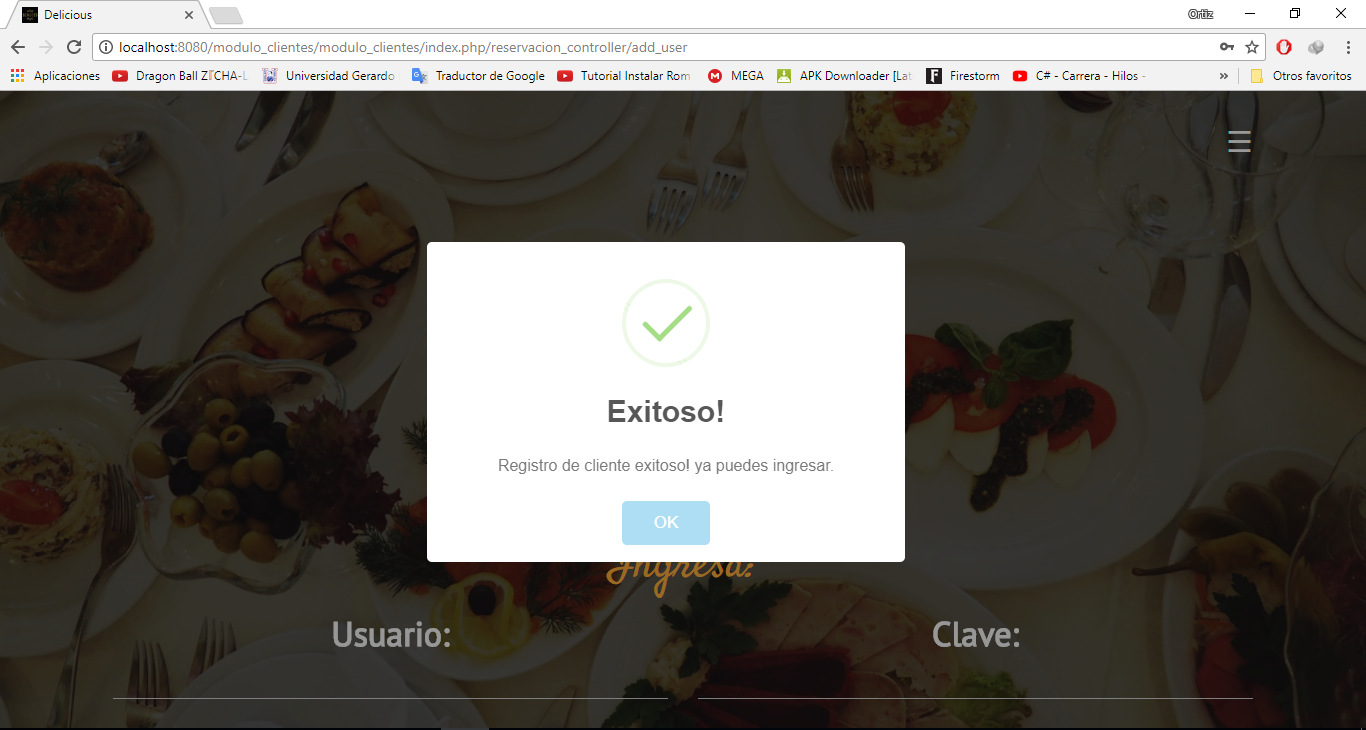 Delicious
Ortiz
localhost:8080/modulo_clientes/modulo_clientes/index.php/reservacion_controller/add_user
Aplicaciones
Dragon Ball Z
Universidad Gerardo
Traductor de Google
Tutorial Instalar Rom
MEGA
APK Downloader [Lat
Firestorm
C# - Carrera - Hilos -
»
Otros favoritos
Exitoso!
Registro de cliente exitoso! ya puedes ingresar.
OK
Ingresa:
Usuario:
Clave: